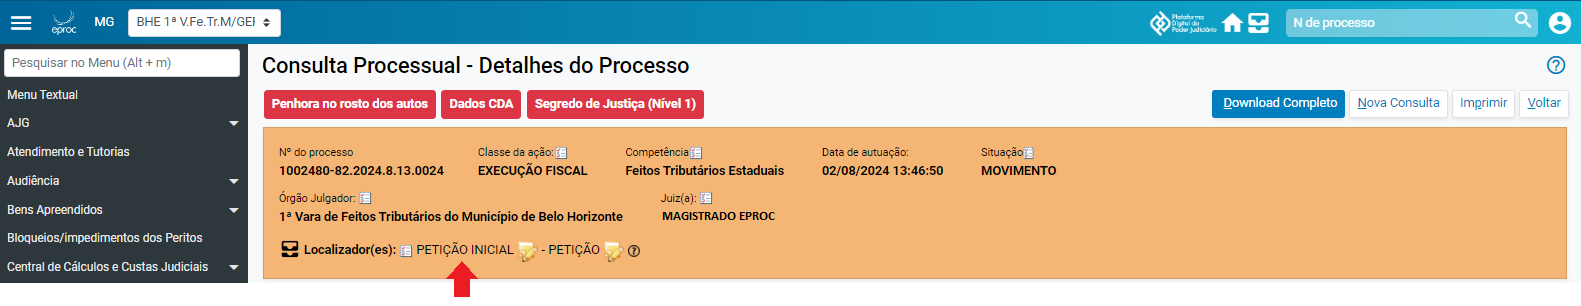 eproc
MG
BHE 1ª V.Fe.Tr.M/GEF
Plataforma
Digital do
Poder Judiciário
N de processo
Pesquisar no Menu (Alt + m)
Menu Textual
AJG
Atendimento e Tutorias
Audiência
Bens Apreendidos
Bloqueios/impedimentos dos Peritos
Central de Cálculos e Custas Judiciais
Consulta Processual - Detalhes do Processo
Penhora no rosto dos autos Dados CDA Segredo de Justiça (Nível 1)
Download Completo Nova Consulta Imprimir Voltar
Nº do processo Classe da ação: Competência Data de autuação: Situação
1002480-82.2024.8.13.0024 EXECUÇÃO FISCAL Feitos Tributários Estaduais 02/08/2024 13:46:50 MOVIMENTO
Órgão Julgador: Juiz(a):
1ª Vara de Feitos Tributários do Município de Belo Horizonte MAGISTRADO EPROC
Localizador(es): PETIÇÃO INICIAL - PETIÇÃO